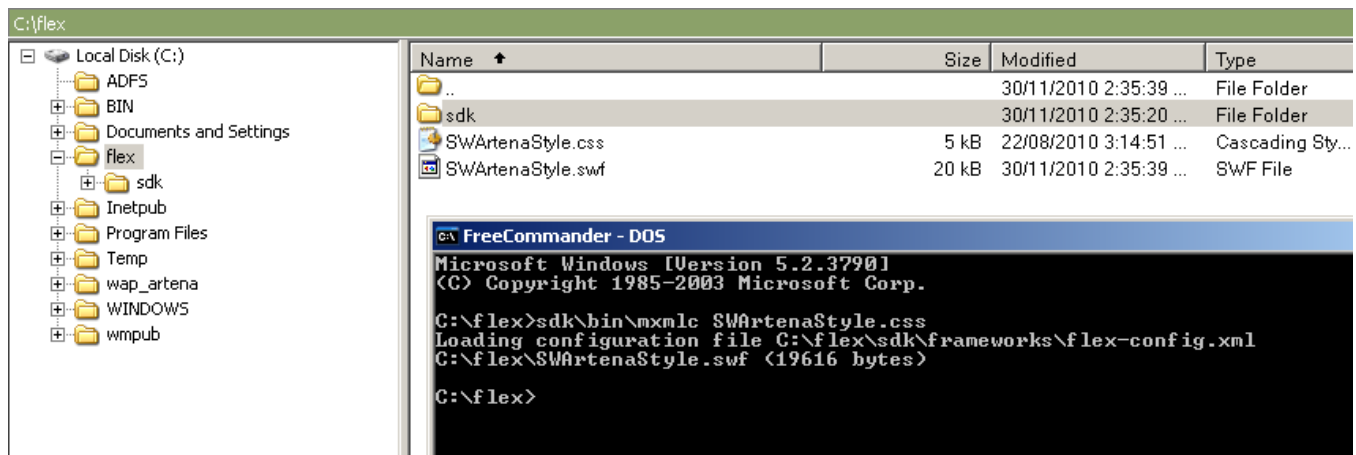 C:\flex
Local Disk (C:)
ADFS
BIN
Documents and Settings
flex
sdk
Inetpub
Program Files
Temp
wap_artena
WINDOWS
wmpub
Name Size Modified Type
.. 30/11/2010 2:35:39 ... File Folder
sdk 30/11/2010 2:35:20 ... File Folder
SWArtenaStyle.css 5 kB 22/08/2010 3:14:51 ... Cascading Sty...
SWArtenaStyle.swf 20 kB 30/11/2010 2:35:39 ... SWF File
FreeCommander - DOS
Microsoft Windows [Version 5.2.3790]
(C) Copyright 1985-2003 Microsoft Corp.
C:\flex>sdk\bin\mxmlc SWArtenaStyle.css
Loading configuration file C:\flex\sdk\frameworks\flex-config.xml
C:\flex\SWArtenaStyle.swf (19616 bytes)
C:\flex>